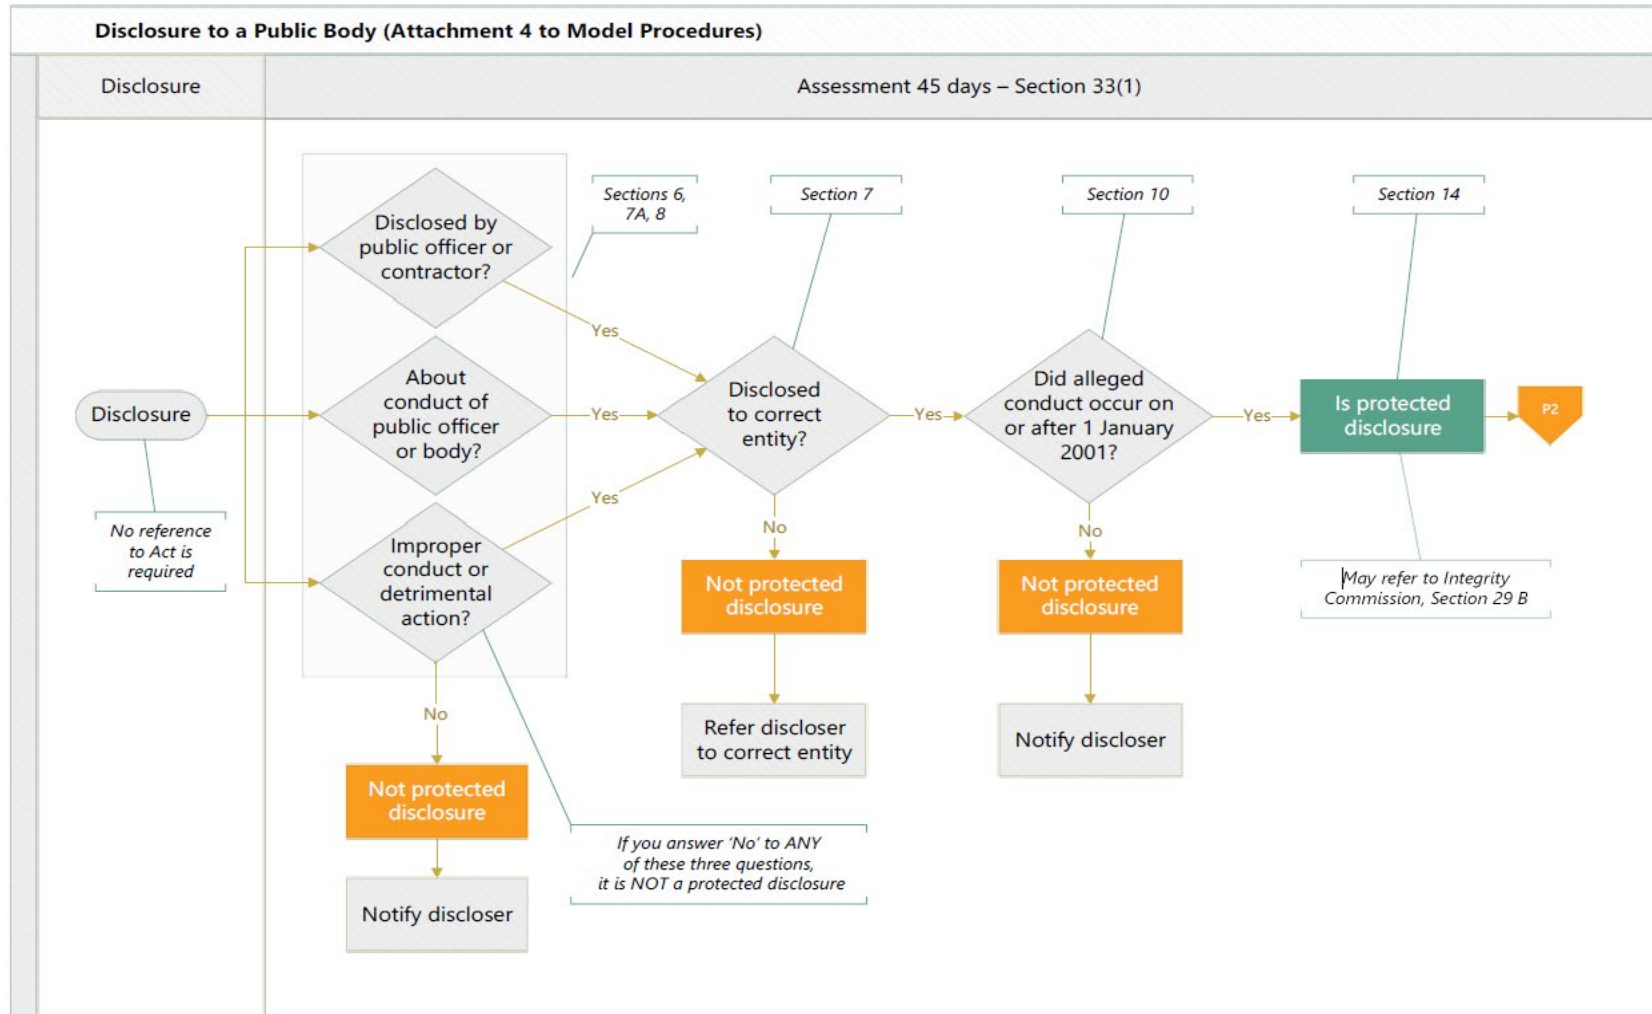 Disclosure to a Public Body (Attachment 4 to Model Procedures)
Disclosure
Assessment 45 days – Section 33(1)
Disclosure
No reference
to Act is
required
Disclosed by
public officer or
contractor?
Sections 6,
7A, 8
Yes
About
conduct of
public officer
or body?
Yes
Improper
conduct or
detrimental
action?
Yes
No
Not protected
disclosure
Notify discloser
If you answer ‘No’ to ANY
of these three questions,
it is NOT a protected disclosure
Section 7
Disclosed
to correct
entity?
Yes
No
Not protected
disclosure
Refer discloser
to correct entity
Section 10
Did alleged
conduct occur on
or after 1 January
2001?
Yes
No
Not protected
disclosure
Notify discloser
Section 14
Is protected
disclosure
P2
May refer to Integrity
Commission, Section 29 B